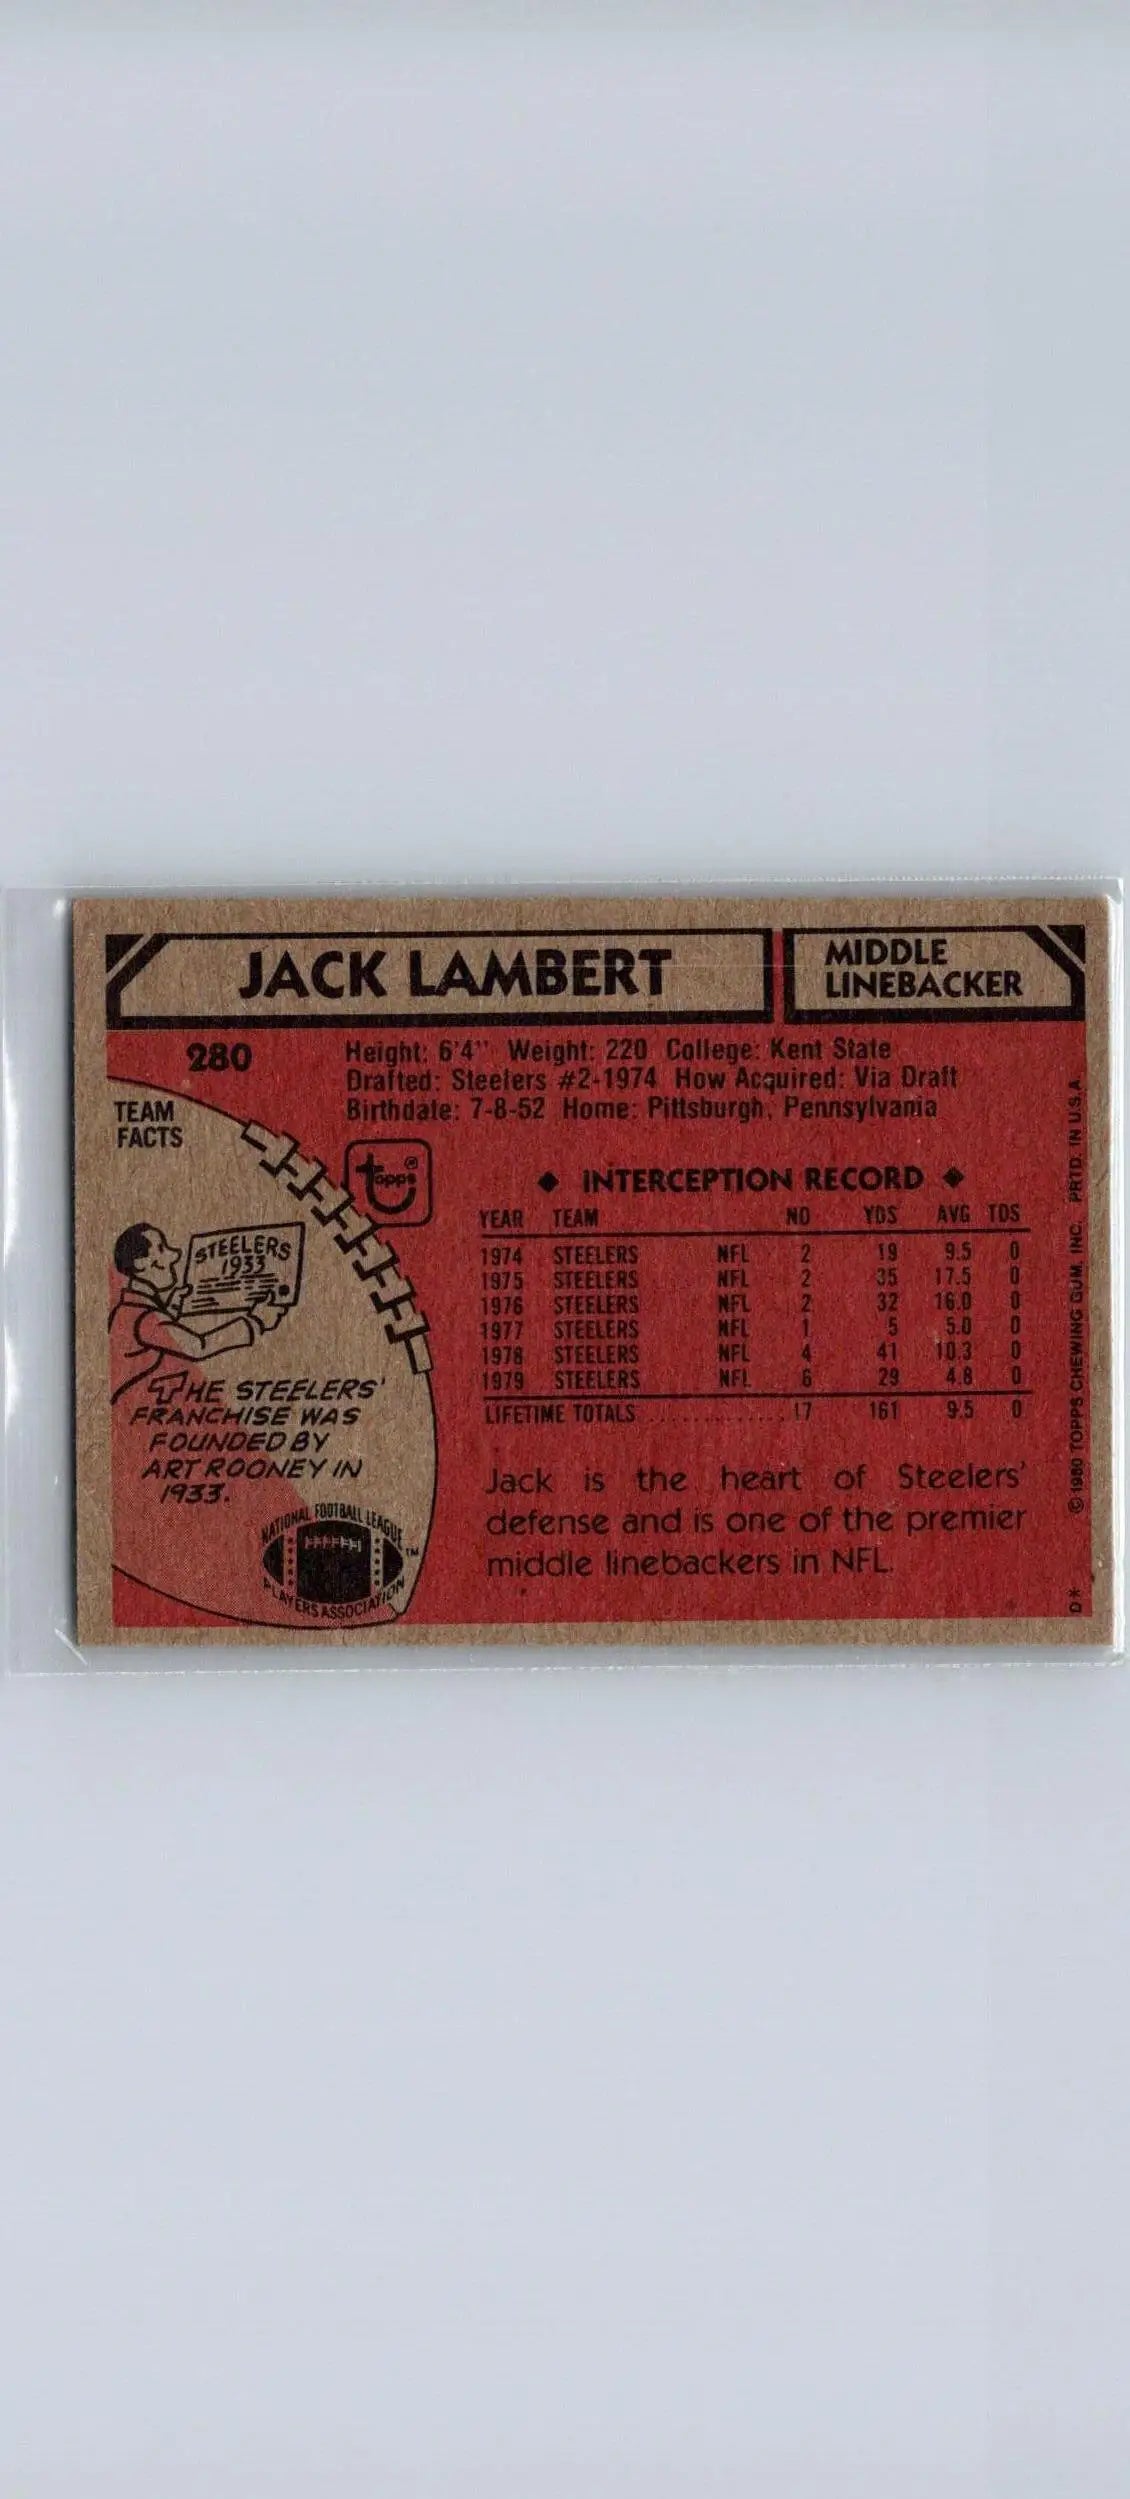 JACK LAMBERT
MIDDLE
LINEBACKER
280
Height: 6'4" Weight: 220 College: Kent State
Drafted: Steelers #2-1974 How Acquired: Via Draft
Birthdate: 7-8-52 Home: Pittsburgh, Pennsylvania
TEAM
FACTS
topps®
STEELERS
1933
THE STEELERS'
FRANCHISE WAS
FOUNDED BY
ART ROONEY IN
1933.
NATIONAL FOOTBALL LEAGUE
PLAYERS ASSOCIATION
™
◆ INTERCEPTION RECORD ◆
YEAR TEAM NO YDS AVG TDS
1974 STEELERS NFL 2 19 9.5 0
1975 STEELERS NFL 2 35 17.5 0
1976 STEELERS NFL 2 32 16.0 0
1977 STEELERS NFL 1 5 5.0 0
1978 STEELERS NFL 4 41 10.3 0
1979 STEELERS NFL 6 29 4.8 0
LIFETIME TOTALS ............. 17 161 9.5 0
Jack is the heart of Steelers'
defense and is one of the premier
middle linebackers in NFL.
D*
© 1980 TOPPS CHEWING GUM, INC. PRTD. IN U.S.A.